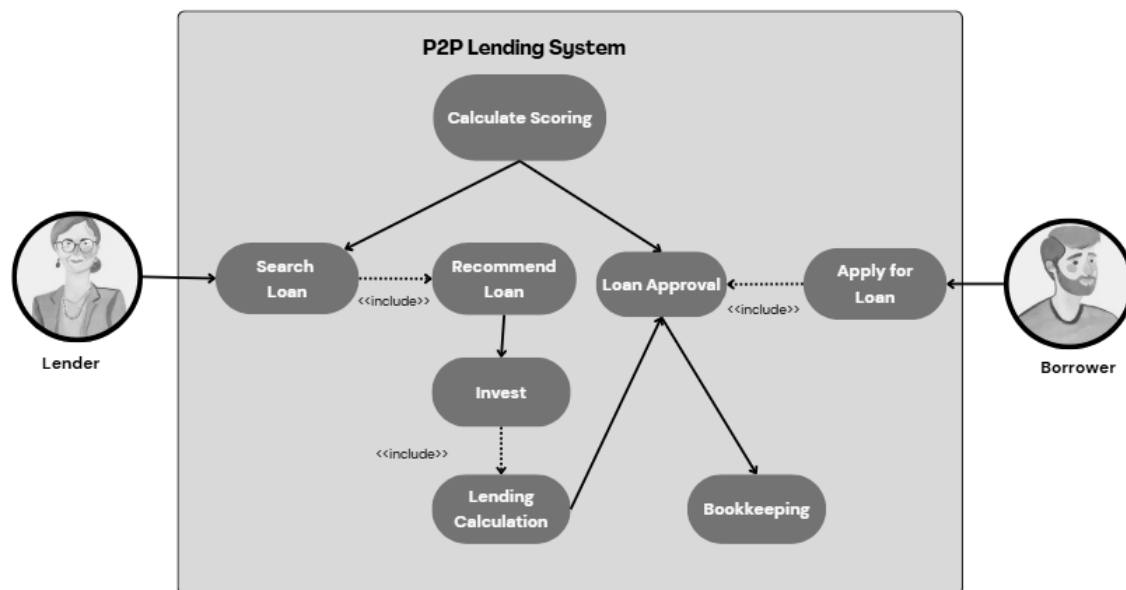 P2P Lending System
Calculate Scoring
Search
Loan
<<include>>
Recommend
Loan
Loan Approval
<<include>>
Apply for
Loan
Lender
Borrower
Invest
<<include>>
Lending
Calculation
Bookkeeping